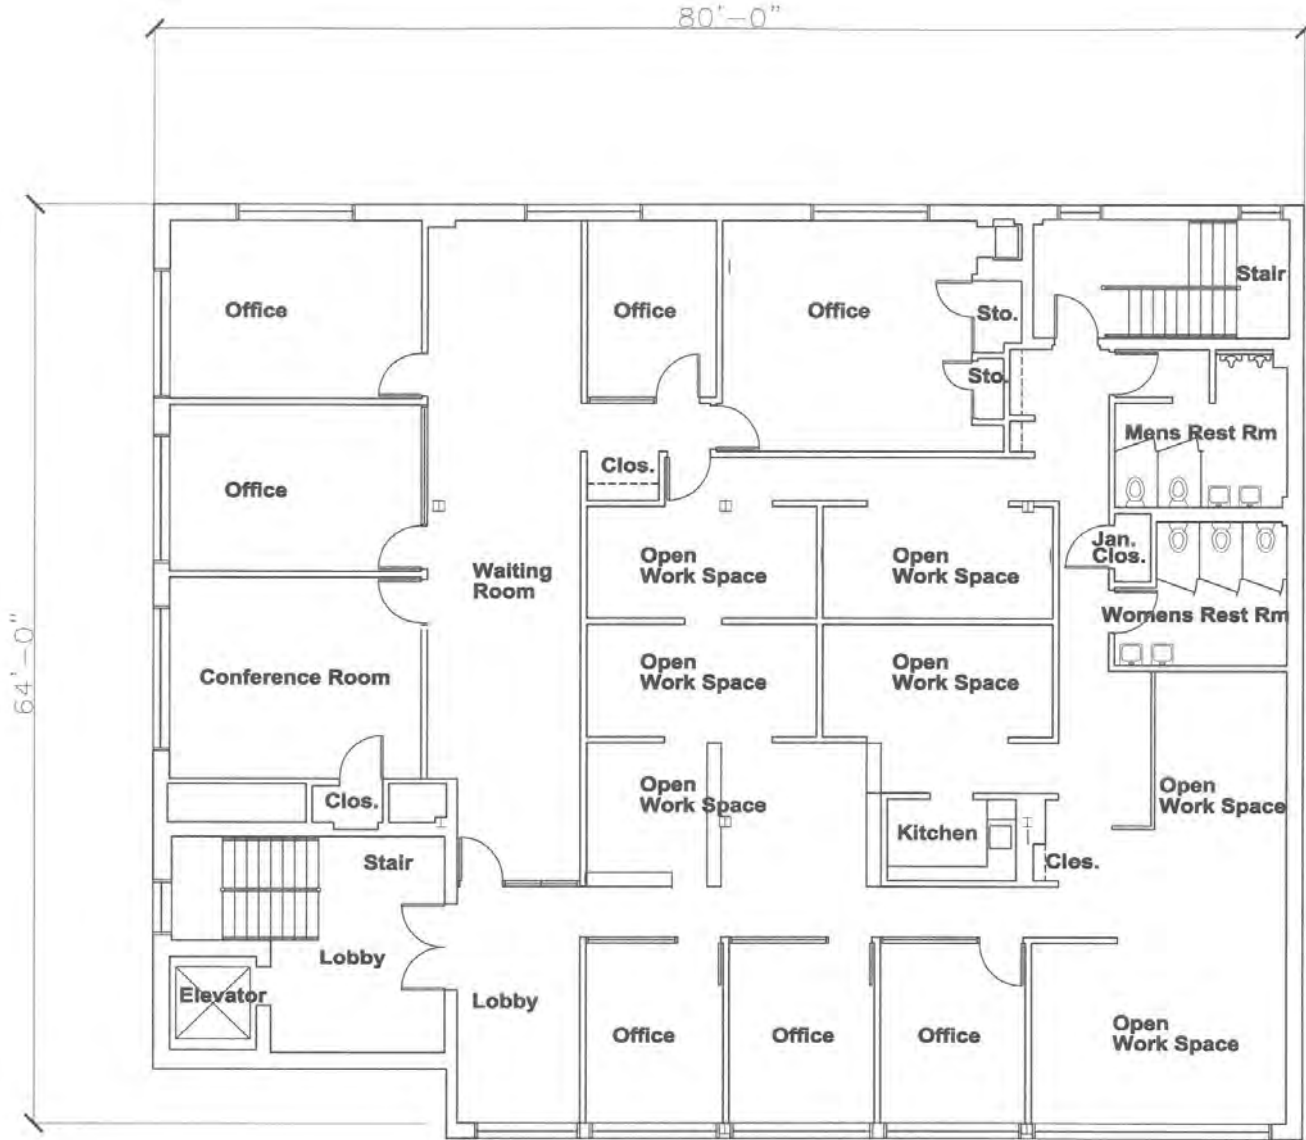 80'-0"
64'-0"
Office
Office
Office
Sto.
Stair
Sto.
Mens Rest Rm
Clos.
Office
Waiting
Room
Open
Work Space
Open
Work Space
Jan.
Clos.
Womens Rest Rm
Conference Room
Open
Work Space
Open
Work Space
Open
Work Space
Open
Work Space
Clos.
Kitchen
Stair
Cles.
Lobby
Elevator
Lobby
Office
Office
Office
Open
Work Space